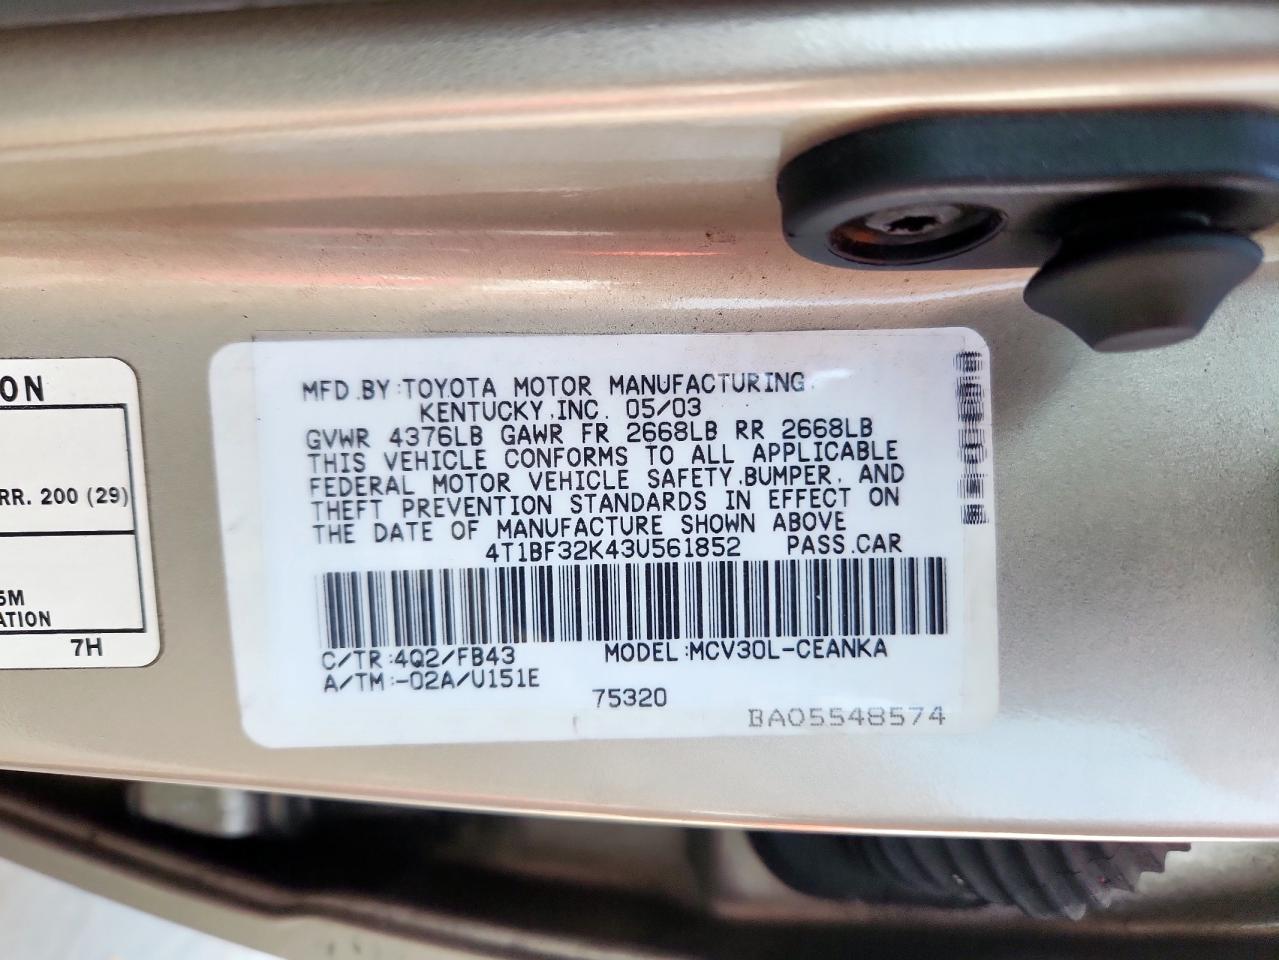 ON
RR. 200 (29)
5M
ATION
7H
MFD.BY:TOYOTA MOTOR MANUFACTURING,
KENTUCKY,INC. 05/03
GVWR 4376LB GAWR FR 2668LB RR 2668LB
THIS VEHICLE CONFORMS TO ALL APPLICABLE
FEDERAL MOTOR VEHICLE SAFETY,BUMPER, AND
THEFT PREVENTION STANDARDS IN EFFECT ON
THE DATE OF MANUFACTURE SHOWN ABOVE
4T1BF32K43U561852 PASS.CAR
C/TR:4Q2/FB43 MODEL:MCV30L-CEANKA
A/TM:-02A/U151E
75320
BA05548574